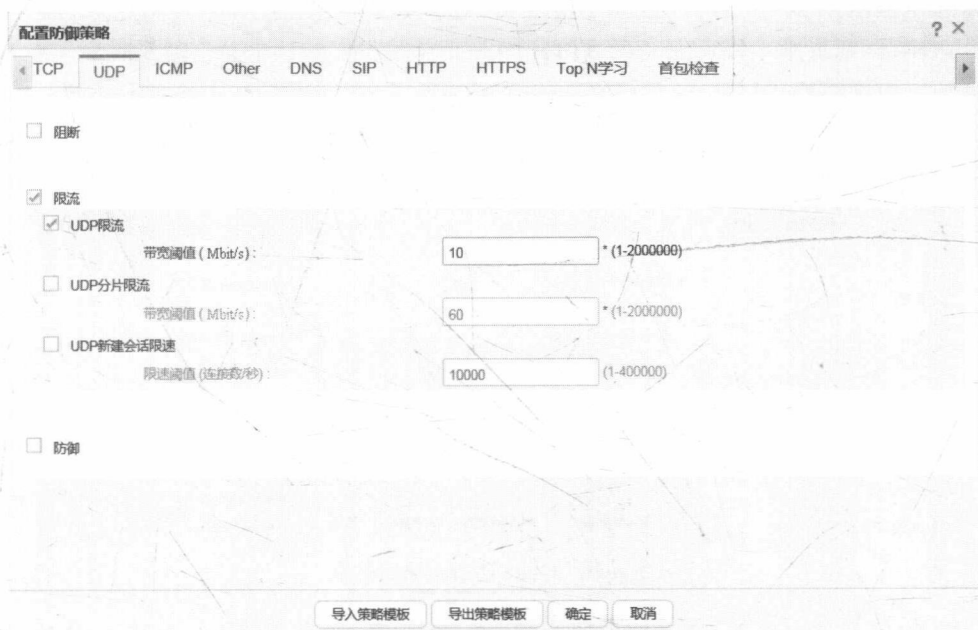 配置防御策略 ? ×
TCP UDP ICMP Other DNS SIP HTTP HTTPS Top N学习 首包检查
阻断
限流
UDP限流
带宽阈值 ( Mbit/s ) : 10 * (1-2000000)
UDP分片限流
带宽阈值 ( Mbit/s ) : 60 * (1-2000000)
UDP新建会话限速
限速阈值 (连接数/秒) : 10000 (1-400000)
防御
导入策略模板 导出策略模板 确定 取消